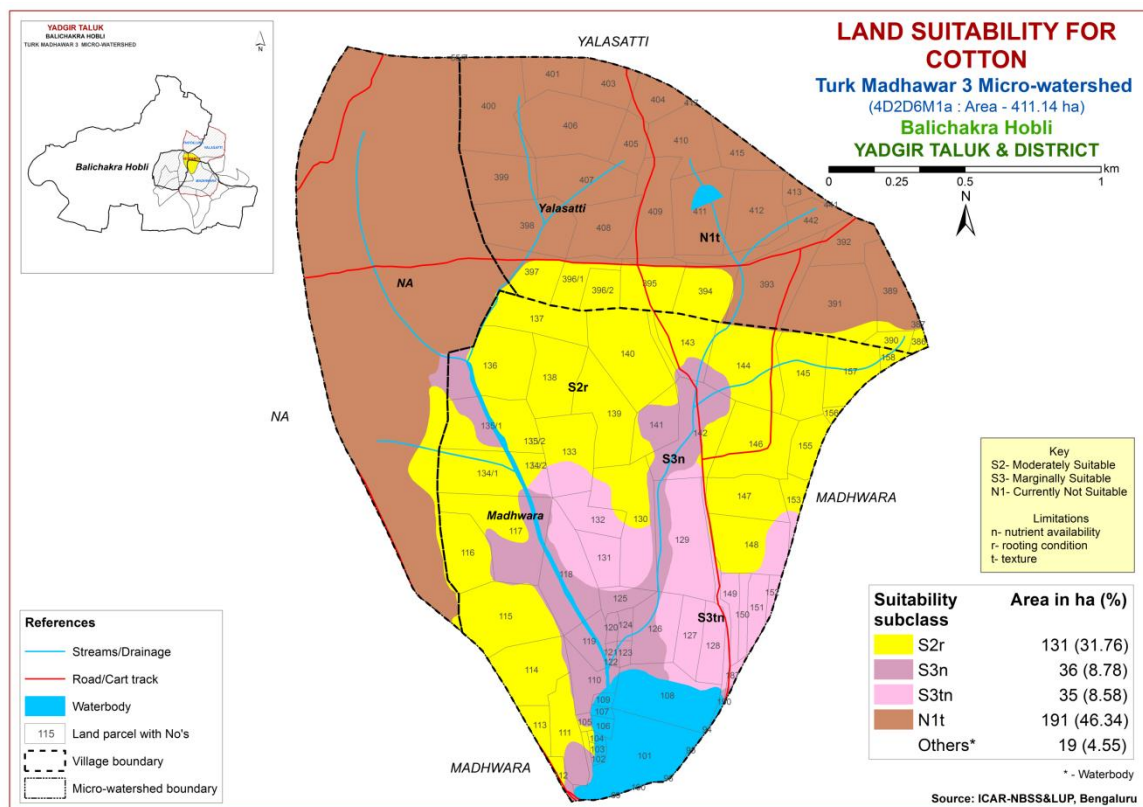 YADGIR TALUK
BALICHAKRA HOBLI
TURK MADHAWAR 3 MICRO-WATERSHED
N
Balichakra Hobli
YALASATTI
LAND SUITABILITY FOR
COTTON
Turk Madhawar 3 Micro-watershed
(4D2D6M1a : Area - 411.14 ha)
Balichakra Hobli
YADGIR TALUK & DISTRICT
km
0 0.25 0.5 1
N
401
403
404
400
406
410
405
415
399
407
413
Yalasatti
409
411
412
442
441
398
408
N1t
392
397
396/1
396/2
395
394
393
NA
391
389
137
387
390
386
136
140
143
144
158
138
S2r
145
157
NA
139
141
142
156
135/1
135/2
133
146
155
S3n
134/1
134/2
147
153
MADHWARA
Madhwara
117
132
130
129
148
116
131
118
125
149
152
151
150
115
120
124
126
127
128
S3tn
119
121
123
122
114
110
108
109
107
113
111
105
106
104
103
102
101
MADHWARA
Key
S2- Moderately Suitable
S3- Marginally Suitable
N1- Currently Not Suitable
Limitations
n- nutrient availability
r- rooting condition
t- texture
Suitability subclass Area in ha (%)
S2r 131 (31.76)
S3n 36 (8.78)
S3tn 35 (8.58)
N1t 191 (46.34)
Others* 19 (4.55)
* - Waterbody
Source: ICAR-NBSS&LUP, Bengaluru
References
Streams/Drainage
Road/Cart track
Waterbody
115 Land parcel with No's
Village boundary
Micro-watershed boundary